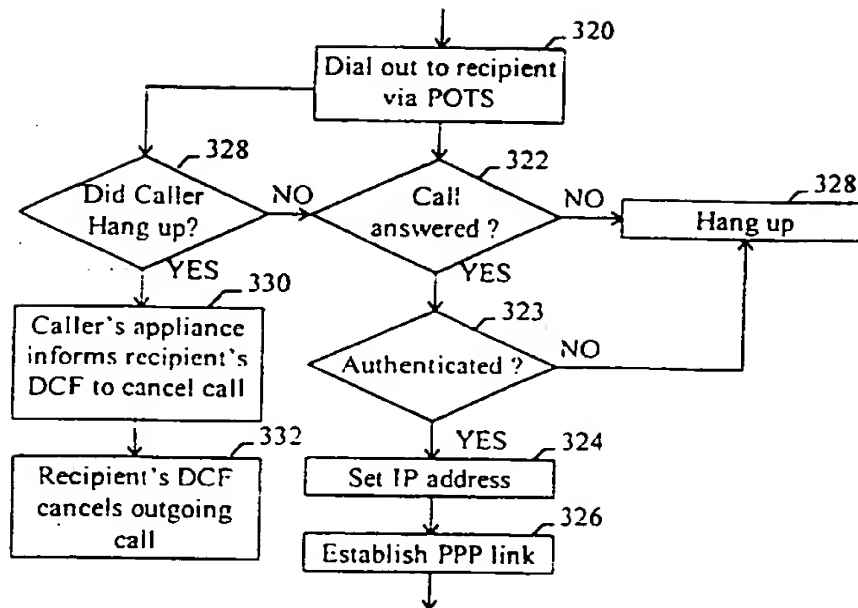 320
Dial out to recipient
via POTS
328
Did Caller
Hang up?
NO
YES
322
Call
answered ?
NO
YES
328
Hang up
330
Caller's appliance
informs recipient's
DCF to cancel call
323
Authenticated ?
NO
YES
332
Recipient's DCF
cancels outgoing
call
324
Set IP address
326
Establish PPP link